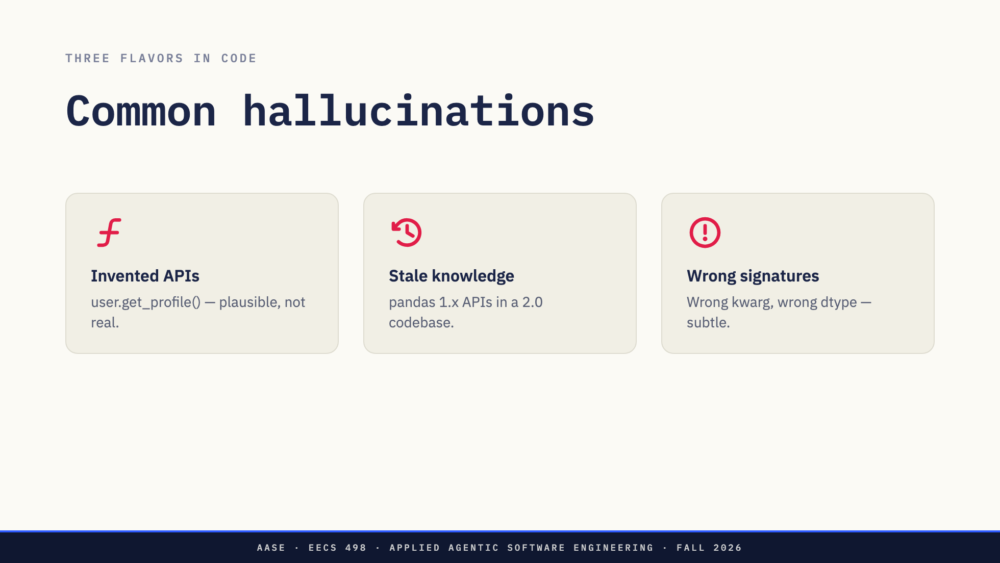 THREE FLAVORS IN CODE
Common hallucinations
Invented APIs
user.get_profile() — plausible, not
real.
Stale knowledge
pandas 1.x APIs in a 2.0
codebase.
Wrong signatures
Wrong kwarg, wrong dtype —
subtle.
AASE · EECS 498 · APPLIED AGENTIC SOFTWARE ENGINEERING · FALL 2026